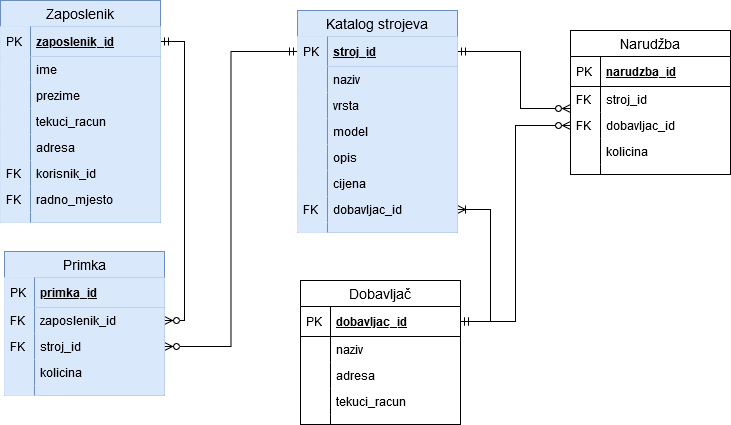 Zaposlenik
PK zaposlenik_id
ime
prezime
tekuci_racun
adresa
FK korisnik_id
FK radno_mjesto
Katalog strojeva
PK stroj_id
naziv
vrsta
model
opis
cijena
FK dobavljac_id
Narudžba
PK narudzba_id
FK stroj_id
FK dobavljac_id
kolicina
Primka
PK primka_id
FK zaposlenik_id
FK stroj_id
kolicina
Dobavljač
PK dobavljac_id
naziv
adresa
tekuci_racun